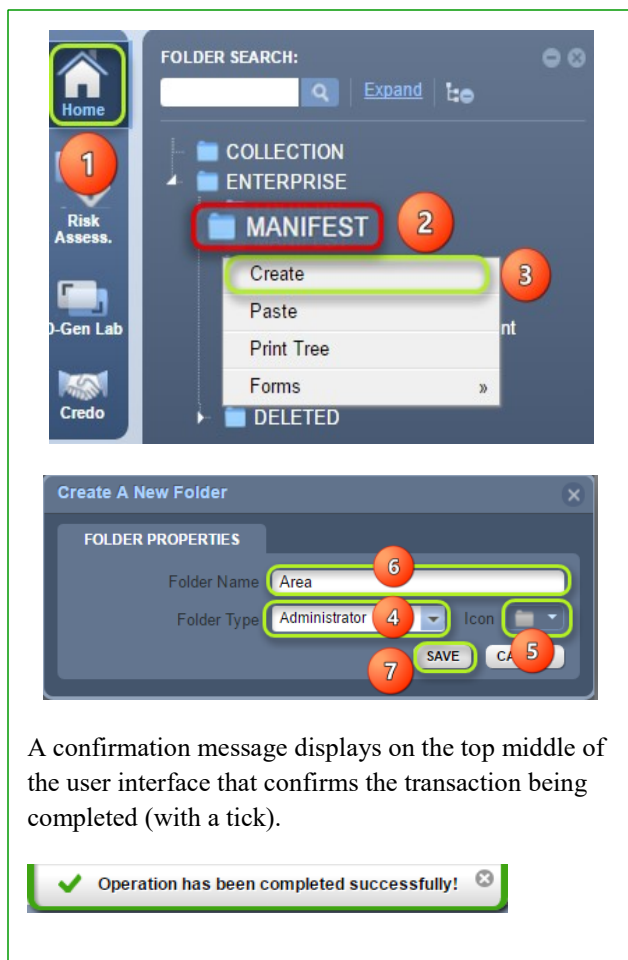 FOLDER SEARCH:
Expand
Home
1
COLLECTION
ENTERPRISE
MANIFEST
2
Risk
Assess.
Create
3
Paste
-Gen Lab
nt
Print Tree
Forms »
Credo
DELETED
Create A New Folder
FOLDER PROPERTIES
Folder Name Area 6
Folder Type Administrator 4 Icon
7 SAVE CA 5
A confirmation message displays on the top middle of
the user interface that confirms the transaction being
completed (with a tick).
Operation has been completed successfully!